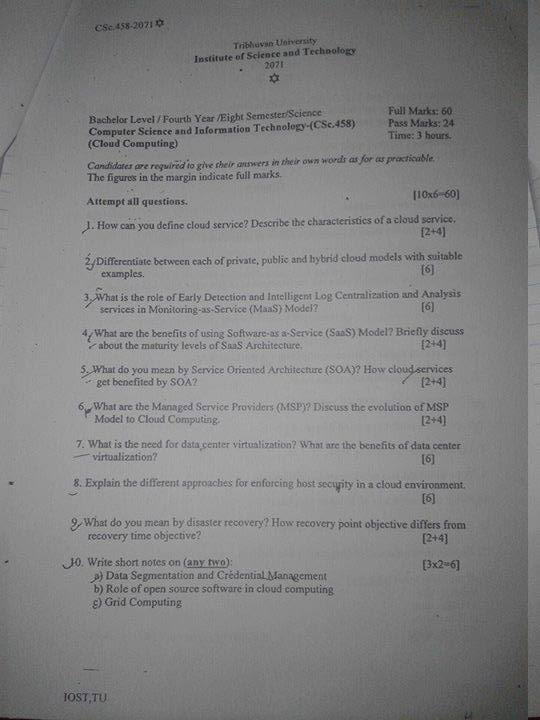 CSc.458-2071 ✡
Tribhuvan University
Institute of Science and Technology
2071
✡
Bachelor Level / Fourth Year /Eight Semester/Science
Full Marks: 60
Computer Science and Information Technology-(CSc.458)
Pass Marks: 24
(Cloud Computing)
Time: 3 hours.
Candidates are required to give their answers in their own words as for as practicable.
The figures in the margin indicate full marks.
Attempt all questions.
[10x6=60]
1. How can you define cloud service? Describe the characteristics of a cloud service.
[2+4]
2. Differentiate between each of private, public and hybrid cloud models with suitable
examples.
[6]
3. What is the role of Early Detection and Intelligent Log Centralization and Analysis
services in Monitoring-as-Service (MaaS) Model?
[6]
4. What are the benefits of using Software-as a-Service (SaaS) Model? Briefly discuss
about the maturity levels of SaaS Architecture.
[2+4]
5. What do you mean by Service Oriented Architecture (SOA)? How cloud services
get benefited by SOA?
[2+4]
6. What are the Managed Service Providers (MSP)? Discuss the evolution of MSP
Model to Cloud Computing.
[2+4]
7. What is the need for data center virtualization? What are the benefits of data center
virtualization?
[6]
8. Explain the different approaches for enforcing host security in a cloud environment.
[6]
9. What do you mean by disaster recovery? How recovery point objective differs from
recovery time objective?
[2+4]
10. Write short notes on (any two):
[3x2=6]
a) Data Segmentation and Credential Management
b) Role of open source software in cloud computing
c) Grid Computing
IOST,TU